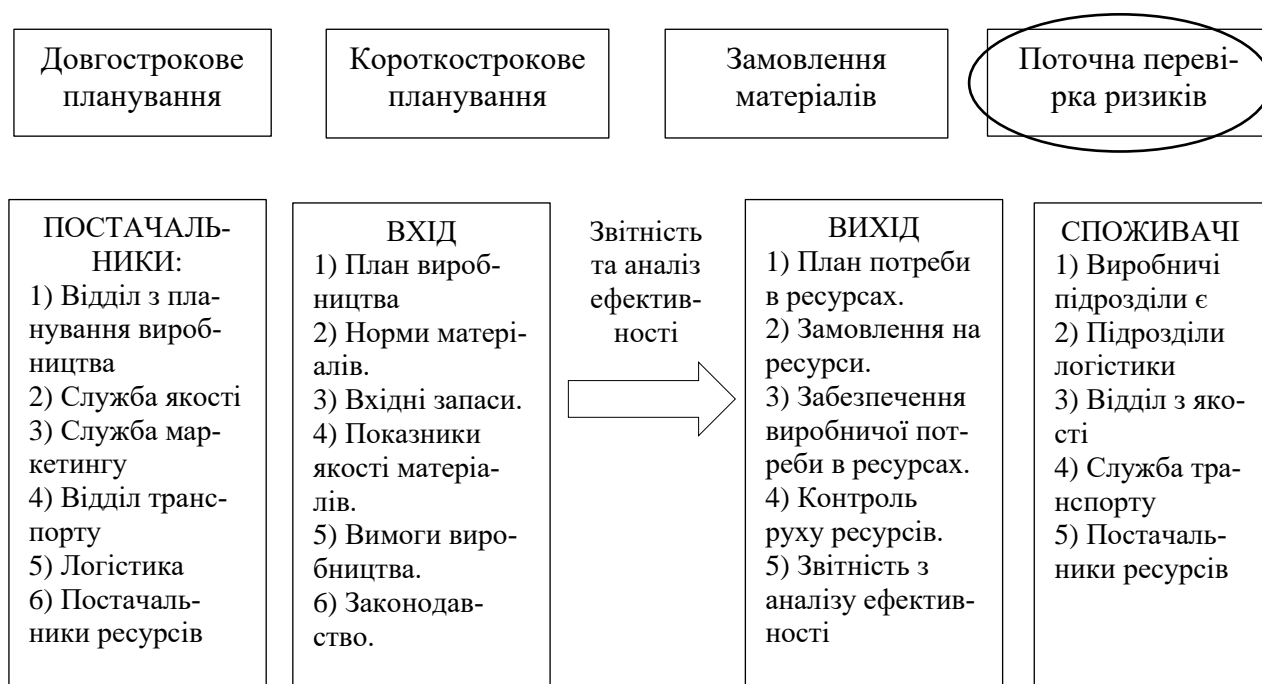 Довгострокове
планування
Короткострокове
планування
Замовлення
матеріалів
Поточна переві-
рка ризиків
ПОСТАЧАЛЬ-
НИКИ:
1) Відділ з пла-
нування вироб-
ництва
2) Служба якості
3) Служба мар-
кетингу
4) Відділ транс-
порту
5) Логістика
6) Постачаль-
ники ресурсів
ВХІД
1) План вироб-
ництва
2) Норми матері-
алів.
3) Вхідні запаси.
4) Показники
якості матеріа-
лів.
5) Вимоги виро-
бництва.
6) Законодав-
ство.
Звітність
та аналіз
ефектив-
ності
ВИХІД
1) План потреби
в ресурсах.
2) Замовлення на
ресурси.
3) Забезпечення
виробничої пот-
реби в ресурсах.
4) Контроль
руху ресурсів.
5) Звітність з
аналізу ефектив-
ності
СПОЖИВАЧІ
1) Виробничі
підрозділи є
2) Підрозділи
логістики
3) Відділ з яко-
сті
4) Служба тра-
нспорту
5) Постачаль-
ники ресурсів